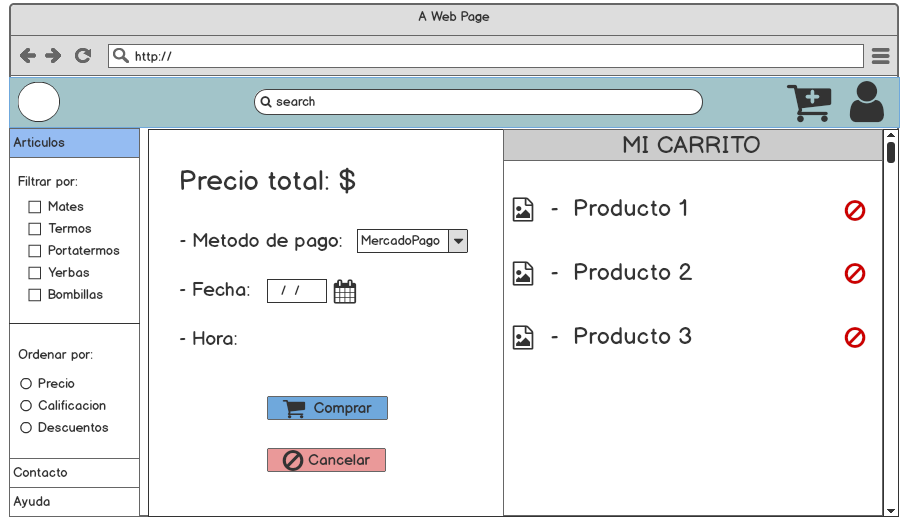 A Web Page
http://
search
Articulos
Filtrar por:
Mates
Termos
Portatermos
Yerbas
Bombillas
Ordenar por:
Precio
Calificacion
Descuentos
Contacto
Ayuda
Precio total: $
- Metodo de pago: MercadoPago
- Fecha: / /
- Hora:
Comprar
Cancelar
MI CARRITO
- Producto 1
- Producto 2
- Producto 3